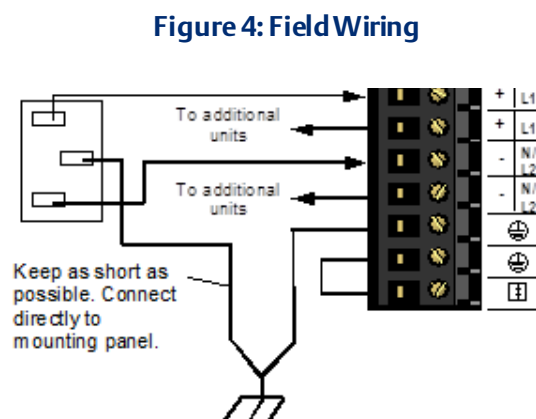 Figure 4: Field Wiring
To additional
units
To additional
units
Keep as short as
possible. Connect
directly to
mounting panel.
+ L1
+ L1
- N/
L2
- N/
L2